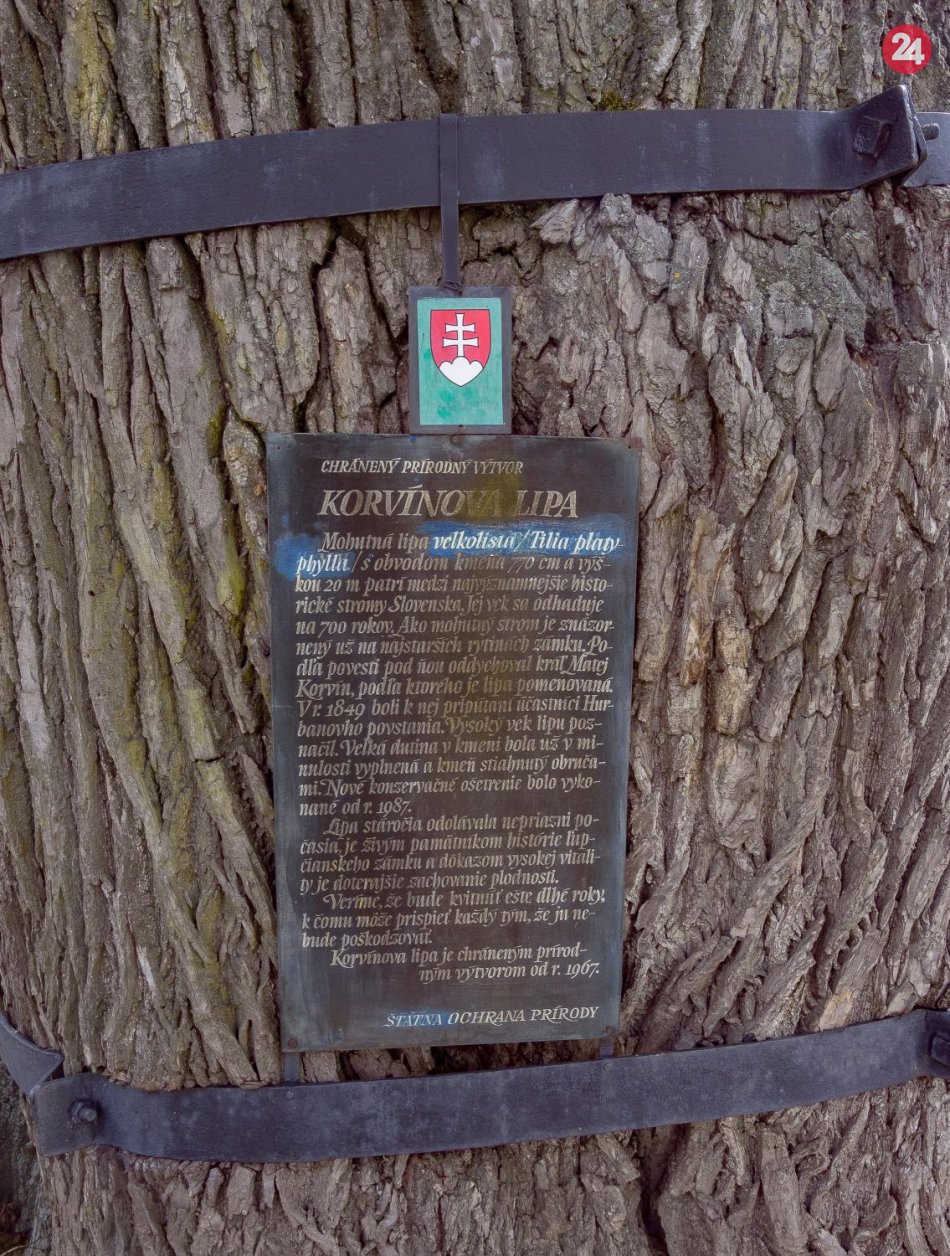 24
CHRÁNENÝ PRÍRODNÝ VÝTVOR
KORVÍNOVA LIPA
Mohutná lipa velkolistá/Tilia platy-
phyllu/s obvodom kmeňa 770 cm a výš-
kou 20 m patrí medzi najvýznamnejšie histo-
rické stromy Slovenska. Jej vek sa odhaduje
na 700 rokov. Ako mohutný strom je znázor-
nený už na najstarších rytinách zámku. Po-
dľa povesti pod ňou oddychoval kráľ Matej
Korvín, podľa ktorého je lipa pomenovaná.
V r. 1849 boli k nej pripútaní účastníci Hur-
banovho povstania. Vysoký vek lipu poz-
načil. Veľká dutina v kmeni bola už v mi-
nulosti vyplnená a kmeň stiahnutý obruča-
mi. Nové konzervačné ošetrenie bolo vyko-
nané od r. 1987.
Lipa stáročia odolávala nepriazni po-
časia, je živým pamätníkom histórie Ľup-
čianskeho zámku a dôkazom vysokej vitali-
ty je doterajšie zachovanie plodnosti.
Veríme, že bude kvitnúť ešte dlhé roky,
k čomu môže prispieť každý tým, že ju ne-
bude poškodzovať.
Korvínova lipa je chráneným prírod-
ným výtvorom od r. 1967.
ŠTÁTNA OCHRANA PRÍRODY